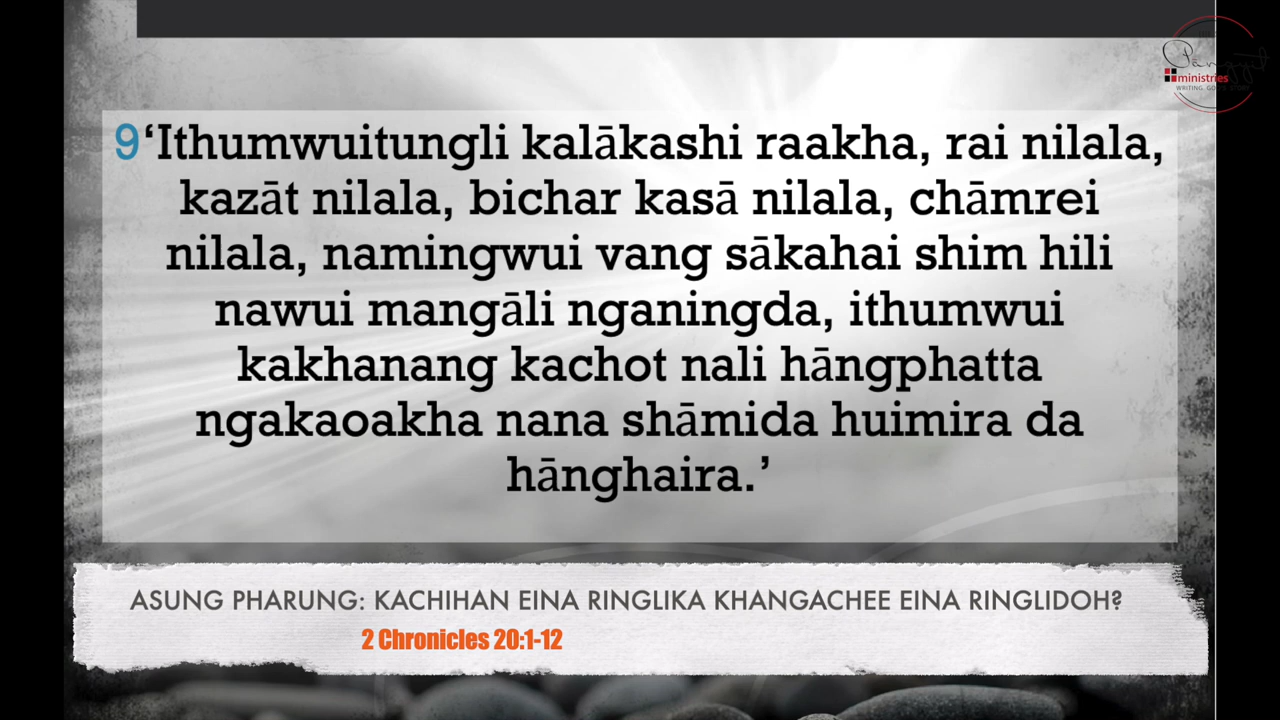 ministries
9‘Ithumwuitungli kalākashi raakha, rai nilala,
kazāt nilala, bichar kasā nilala, chāmrei
nilala, namingwui vang sākahai shim hili
nawui mangāli nganingda, ithumwui
kakhanang kachot nali hāngphatta
ngakaoakha nana shāmida huimira da
hānghaira.’
ASUNG PHARUNG: KACHIHAN EINA RINGLIKA KHANGACHEE EINA RINGLIDOH?
2 Chronicles 20:1-12